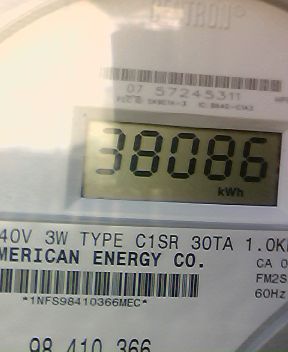 CENTRON®
07 57245311
38086
kWh
40V 3W TYPE C1SR 30TA 1.0K
MERICAN ENERGY CO.
CA 0
FM2S
*1NFS98410366MEC*
60Hz
98 410 366